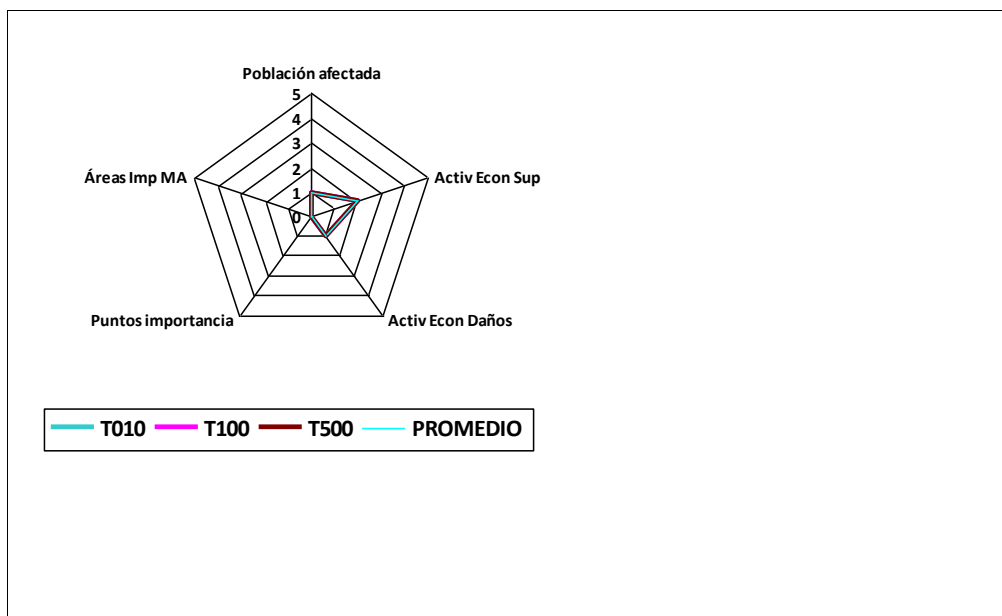 Población afectada
5
4
3
2
1
0
Áreas Imp MA
Activ Econ Sup
Puntos importancia
Activ Econ Daños
T010 T100 T500 PROMEDIO